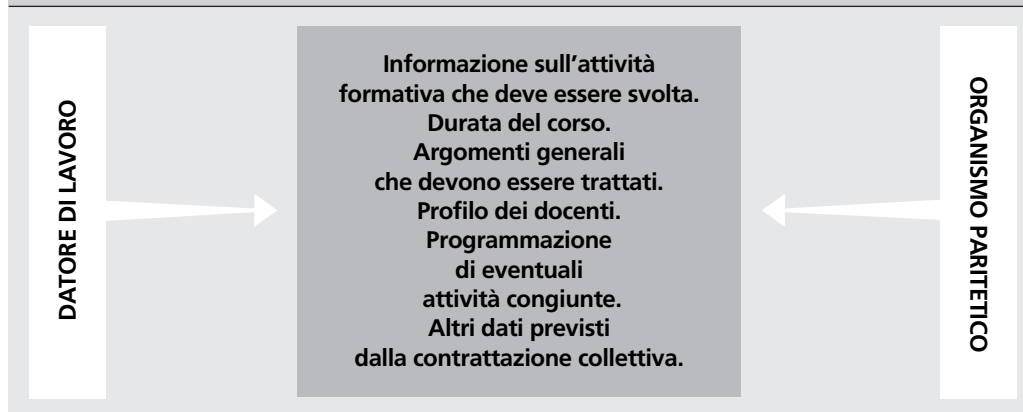 DATORE DI LAVORO
Informazione sull'attività
formativa che deve essere svolta.
Durata del corso.
Argomenti generali
che devono essere trattati.
Profilo dei docenti.
Programmazione
di eventuali
attività congiunte.
Altri dati previsti
dalla contrattazione collettiva.
ORGANISMO PARITETICO